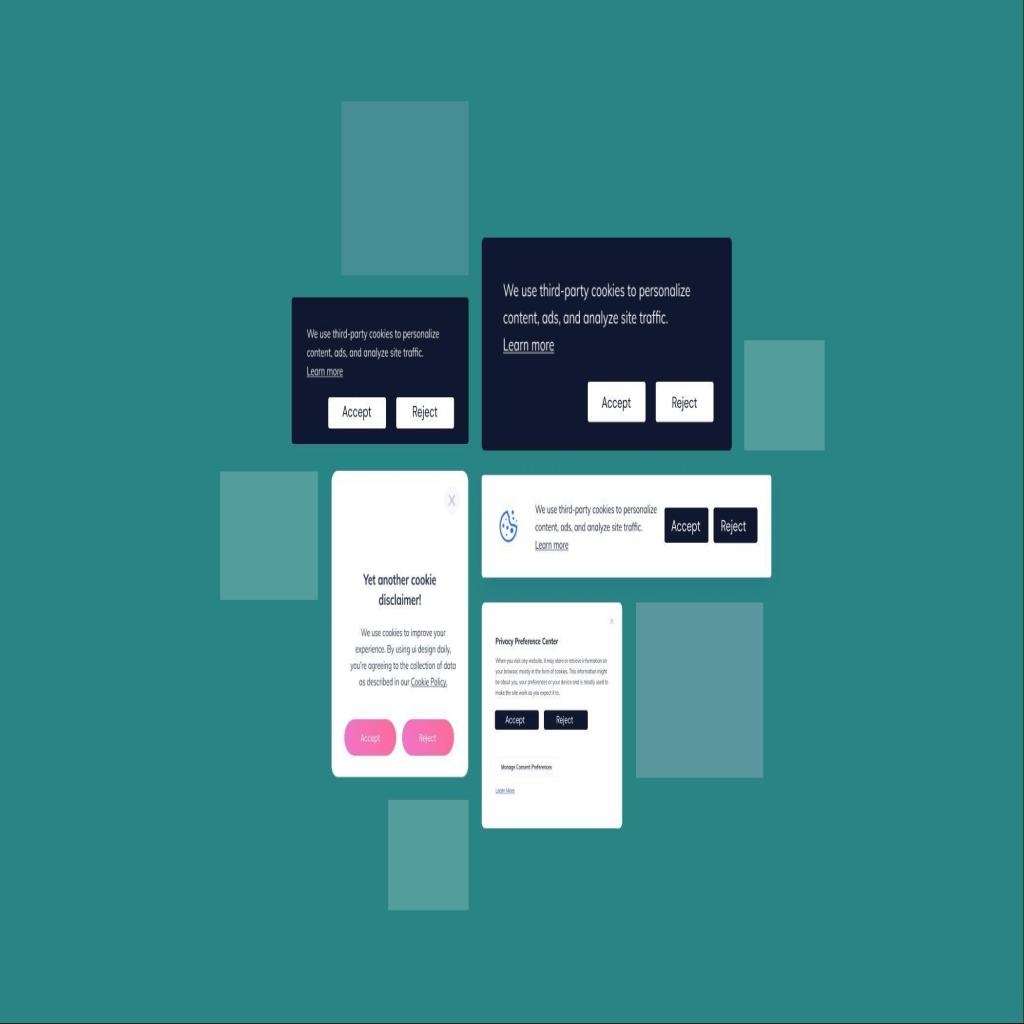 We use third-party cookies to personalize
content, ads, and analyze site traffic.
Learn more
Accept Reject
We use third-party cookies to personalize
content, ads, and analyze site traffic.
Learn more
Accept Reject
X
Yet another cookie
disclaimer!
We use cookies to improve your
experience. By using ui design daily,
you're agreeing to the collection of data
as described in our Cookie Policy.
Accept Reject
We use third-party cookies to personalize
content, ads, and analyze site traffic.
Learn more
Accept Reject
X
Privacy Preference Center
When you visit any website, it may store or retrieve information on
your browser, mostly in the form of cookies. This information might
be about you, your preferences or your device and is mostly used to
make the site work as you expect it to.
Accept Reject
Manage Consent Preferences
Learn More